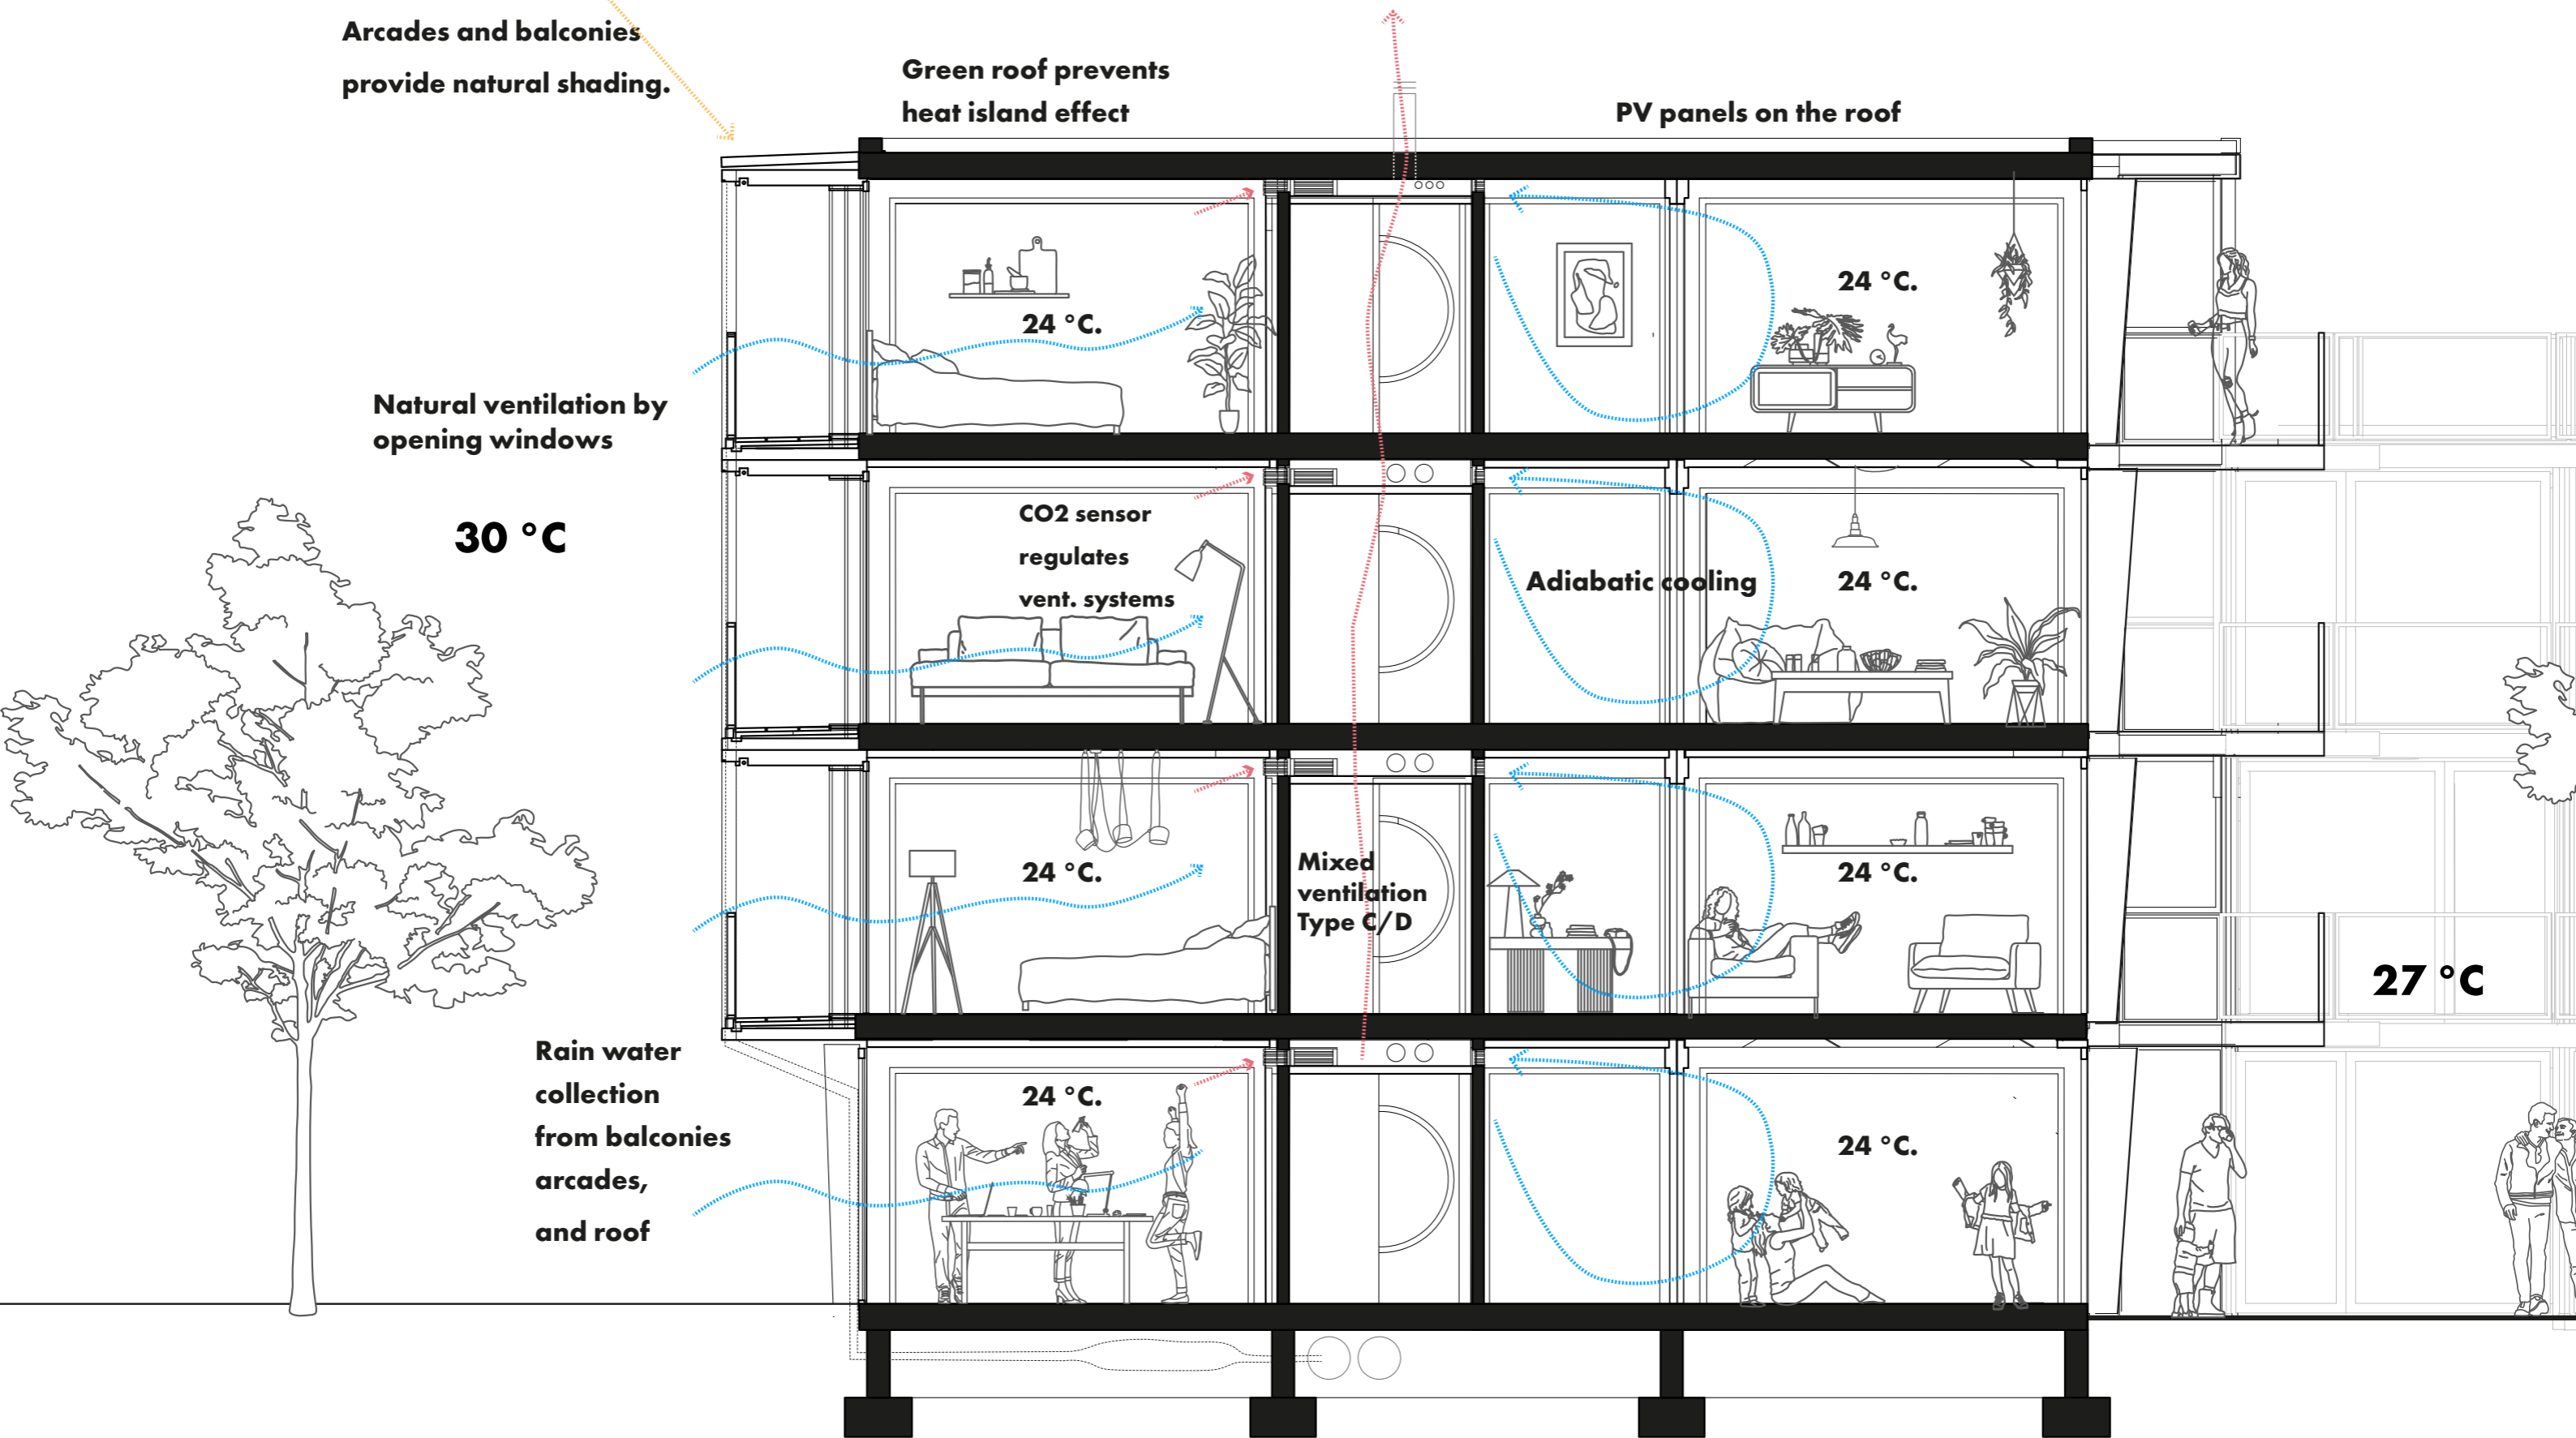 Arcades and balconies
provide natural shading.
Green roof prevents
heat island effect
PV panels on the roof
24 °C.
24 °C.
Natural ventilation by
opening windows
30 °C
CO2 sensor
regulates
vent. systems
Adiabatic cooling
24 °C.
24 °C.
Mixed
ventilation
Type C/D
24 °C.
27 °C
Rain water
collection
from balconies
arcades,
and roof
24 °C.
24 °C.